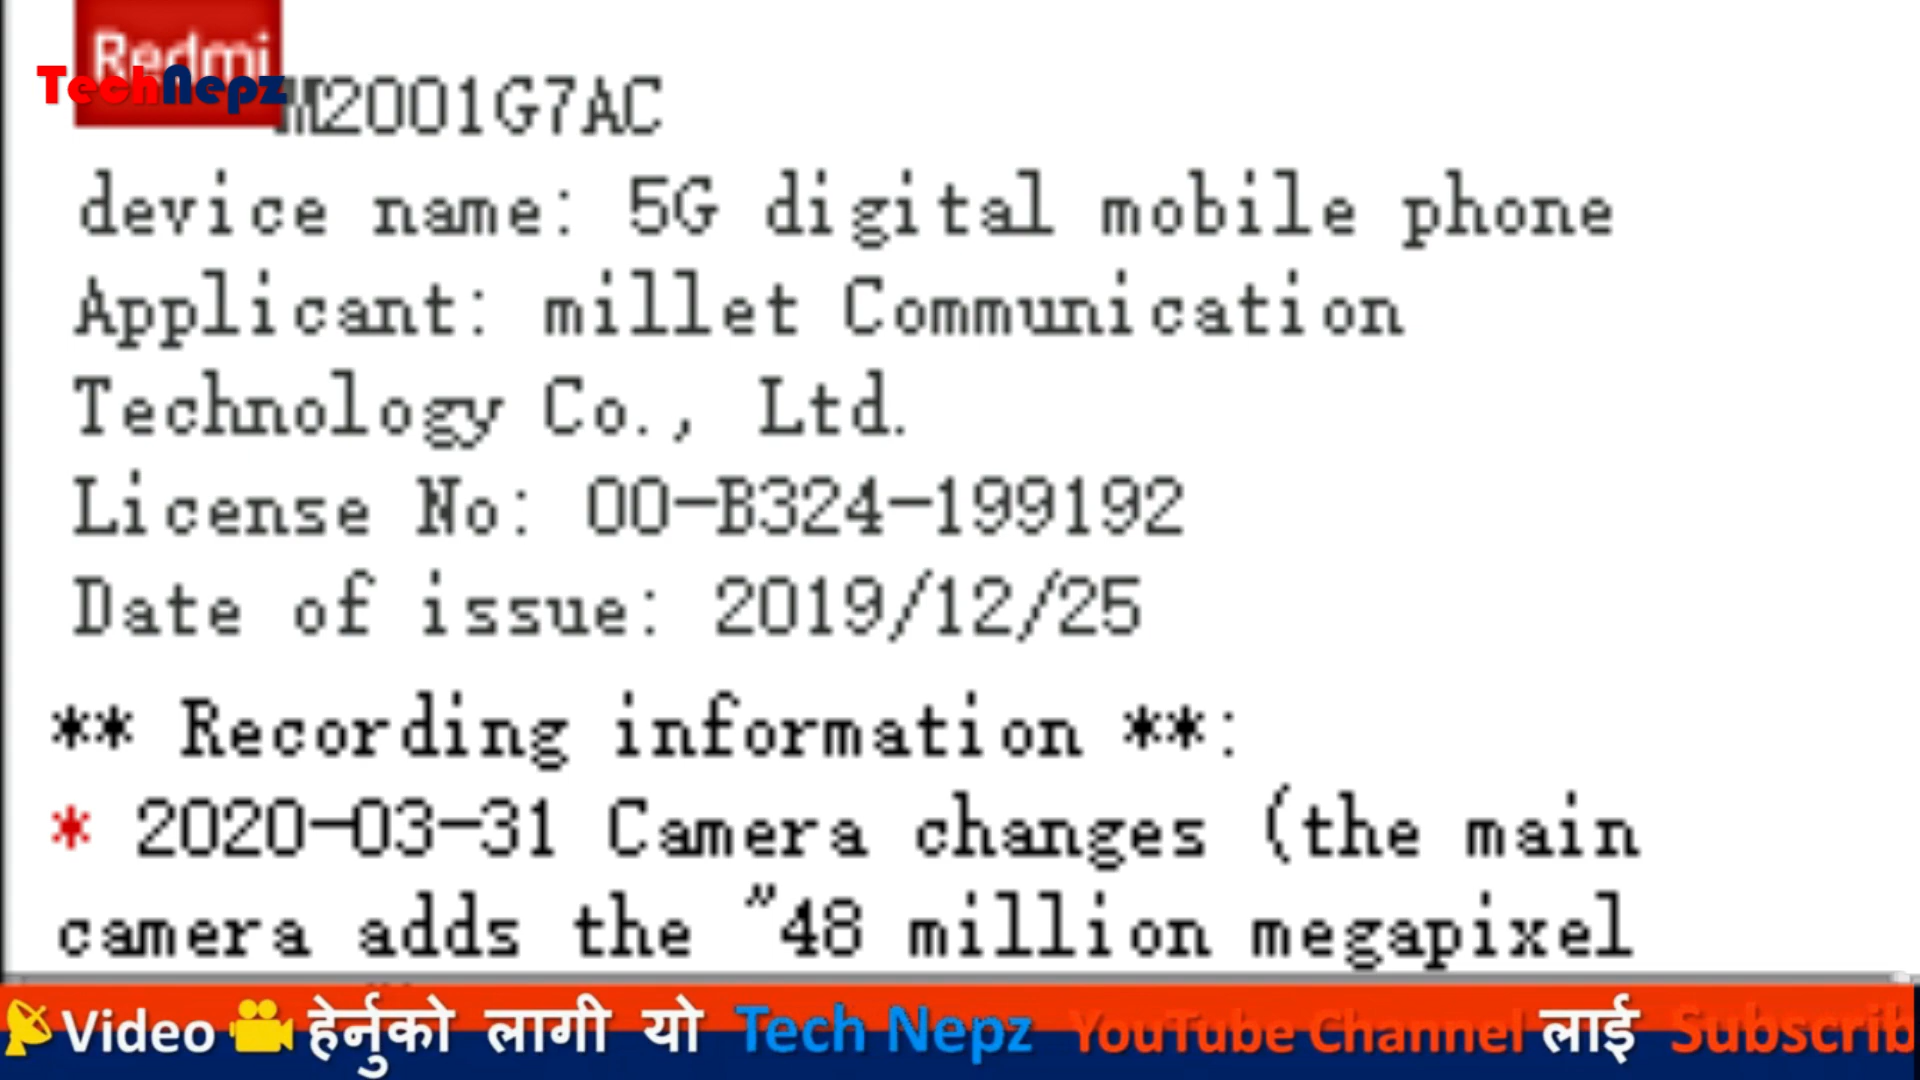 Redmi
TechNepz
M2001G7AC
device name: 5G digital mobile phone
Applicant: millet Communication
Technology Co., Ltd.
License No: 00-B324-199192
Date of issue: 2019/12/25
** Recording information **:
* 2020-03-31 Camera changes (the main
camera adds the "48 million megapixel
Video हेर्नुको लागी यो Tech Nepz YouTube Channel लाई Subscrib